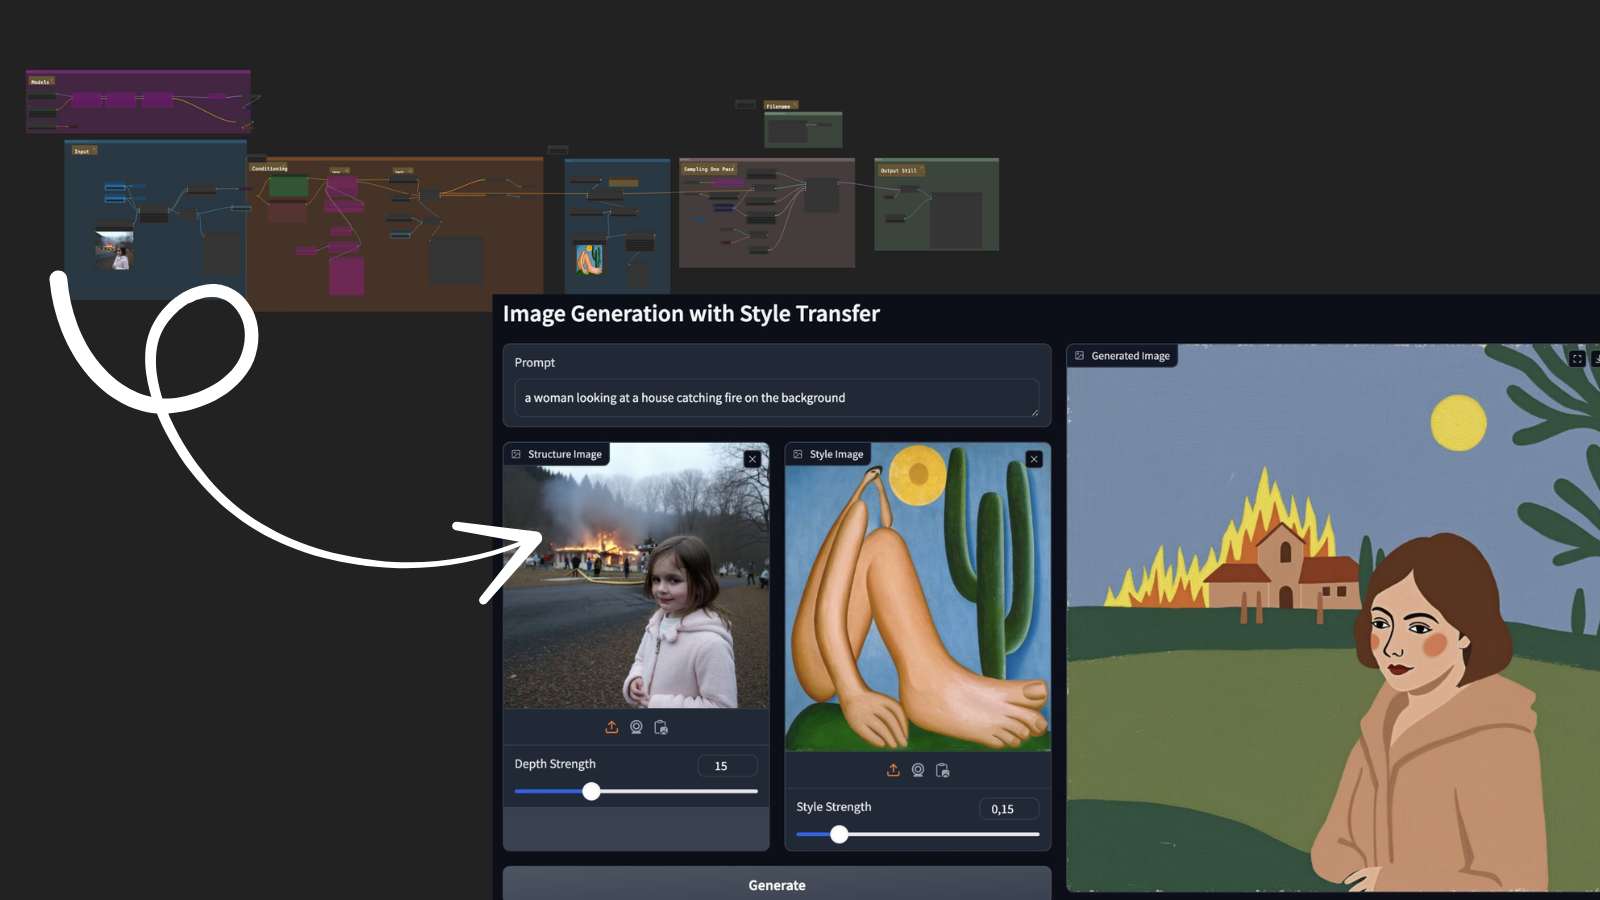 Models
Filename
Input
Conditioning
Sampling One Pass
Output Still
Image Generation with Style Transfer
Prompt
a woman looking at a house catching fire on the background
Structure Image
Style Image
Generated Image
Depth Strength
15
Style Strength
0,15
Generate